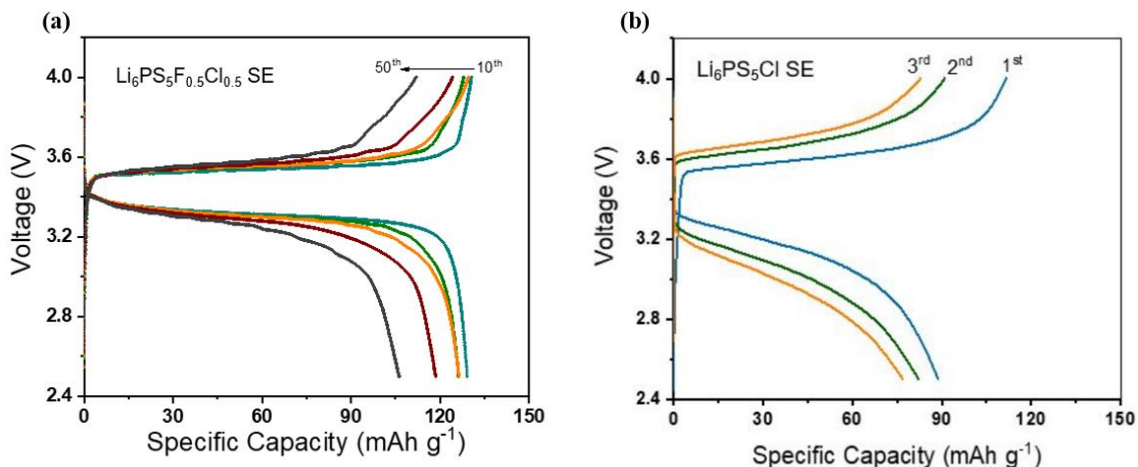 (a)
Li₆PS₅F₀.₅Cl₀.₅ SE
50ᵗʰ
10ᵗʰ
4.0
3.6
3.2
2.8
2.4
Voltage (V)
0
30
60
90
120
150
Specific Capacity (mAh g⁻¹)
(b)
Li₆PS₅Cl SE
3ʳᵈ
2ⁿᵈ
1ˢᵗ
4.0
3.6
3.2
2.8
2.4
Voltage (V)
0
30
60
90
120
150
Specific Capacity (mAh g⁻¹)